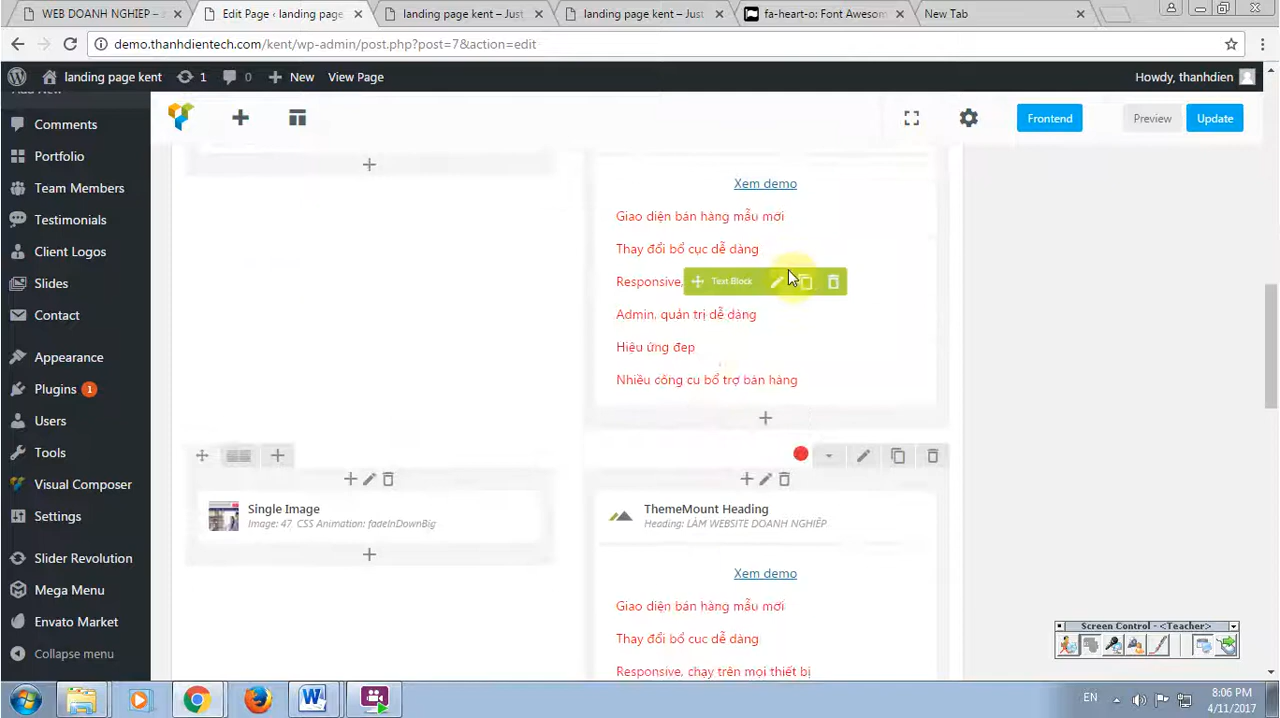 WEB DOANH NGHIỆP – z
Edit Page ‹ landing page
landing page kent – Just
landing page kent – Jus
fa-heart-o: Font Awesom
New Tab
demo.thanhdientech.com/kent/wp-admin/post.php?post=7&action=edit
landing page kent
1
0
New
View Page
Howdy, thanhdien
Add New
Comments
Portfolio
Team Members
Testimonials
Client Logos
Slides
Contact
Appearance
Plugins 1
Users
Tools
Visual Composer
Settings
Slider Revolution
Mega Menu
Envato Market
Collapse menu
Frontend
Preview
Update
Xem demo
Giao diện bán hàng mẫu mới
Thay đổi bố cục dễ dàng
Responsive,
Text Block
Admin, quản trị dễ dàng
Hiệu ứng đẹp
Nhiều công cu bổ trợ bán hàng
Single Image
Image: 47 CSS Animation: fadeInDownBig
ThemeMount Heading
Heading: LÀM WEBSITE DOANH NGHIỆP
Xem demo
Giao diện bán hàng mẫu mới
Thay đổi bố cục dễ dàng
Responsive, chạy trên mọi thiết bị
Screen Control - <Teacher>
EN
8:06 PM
4/11/2017